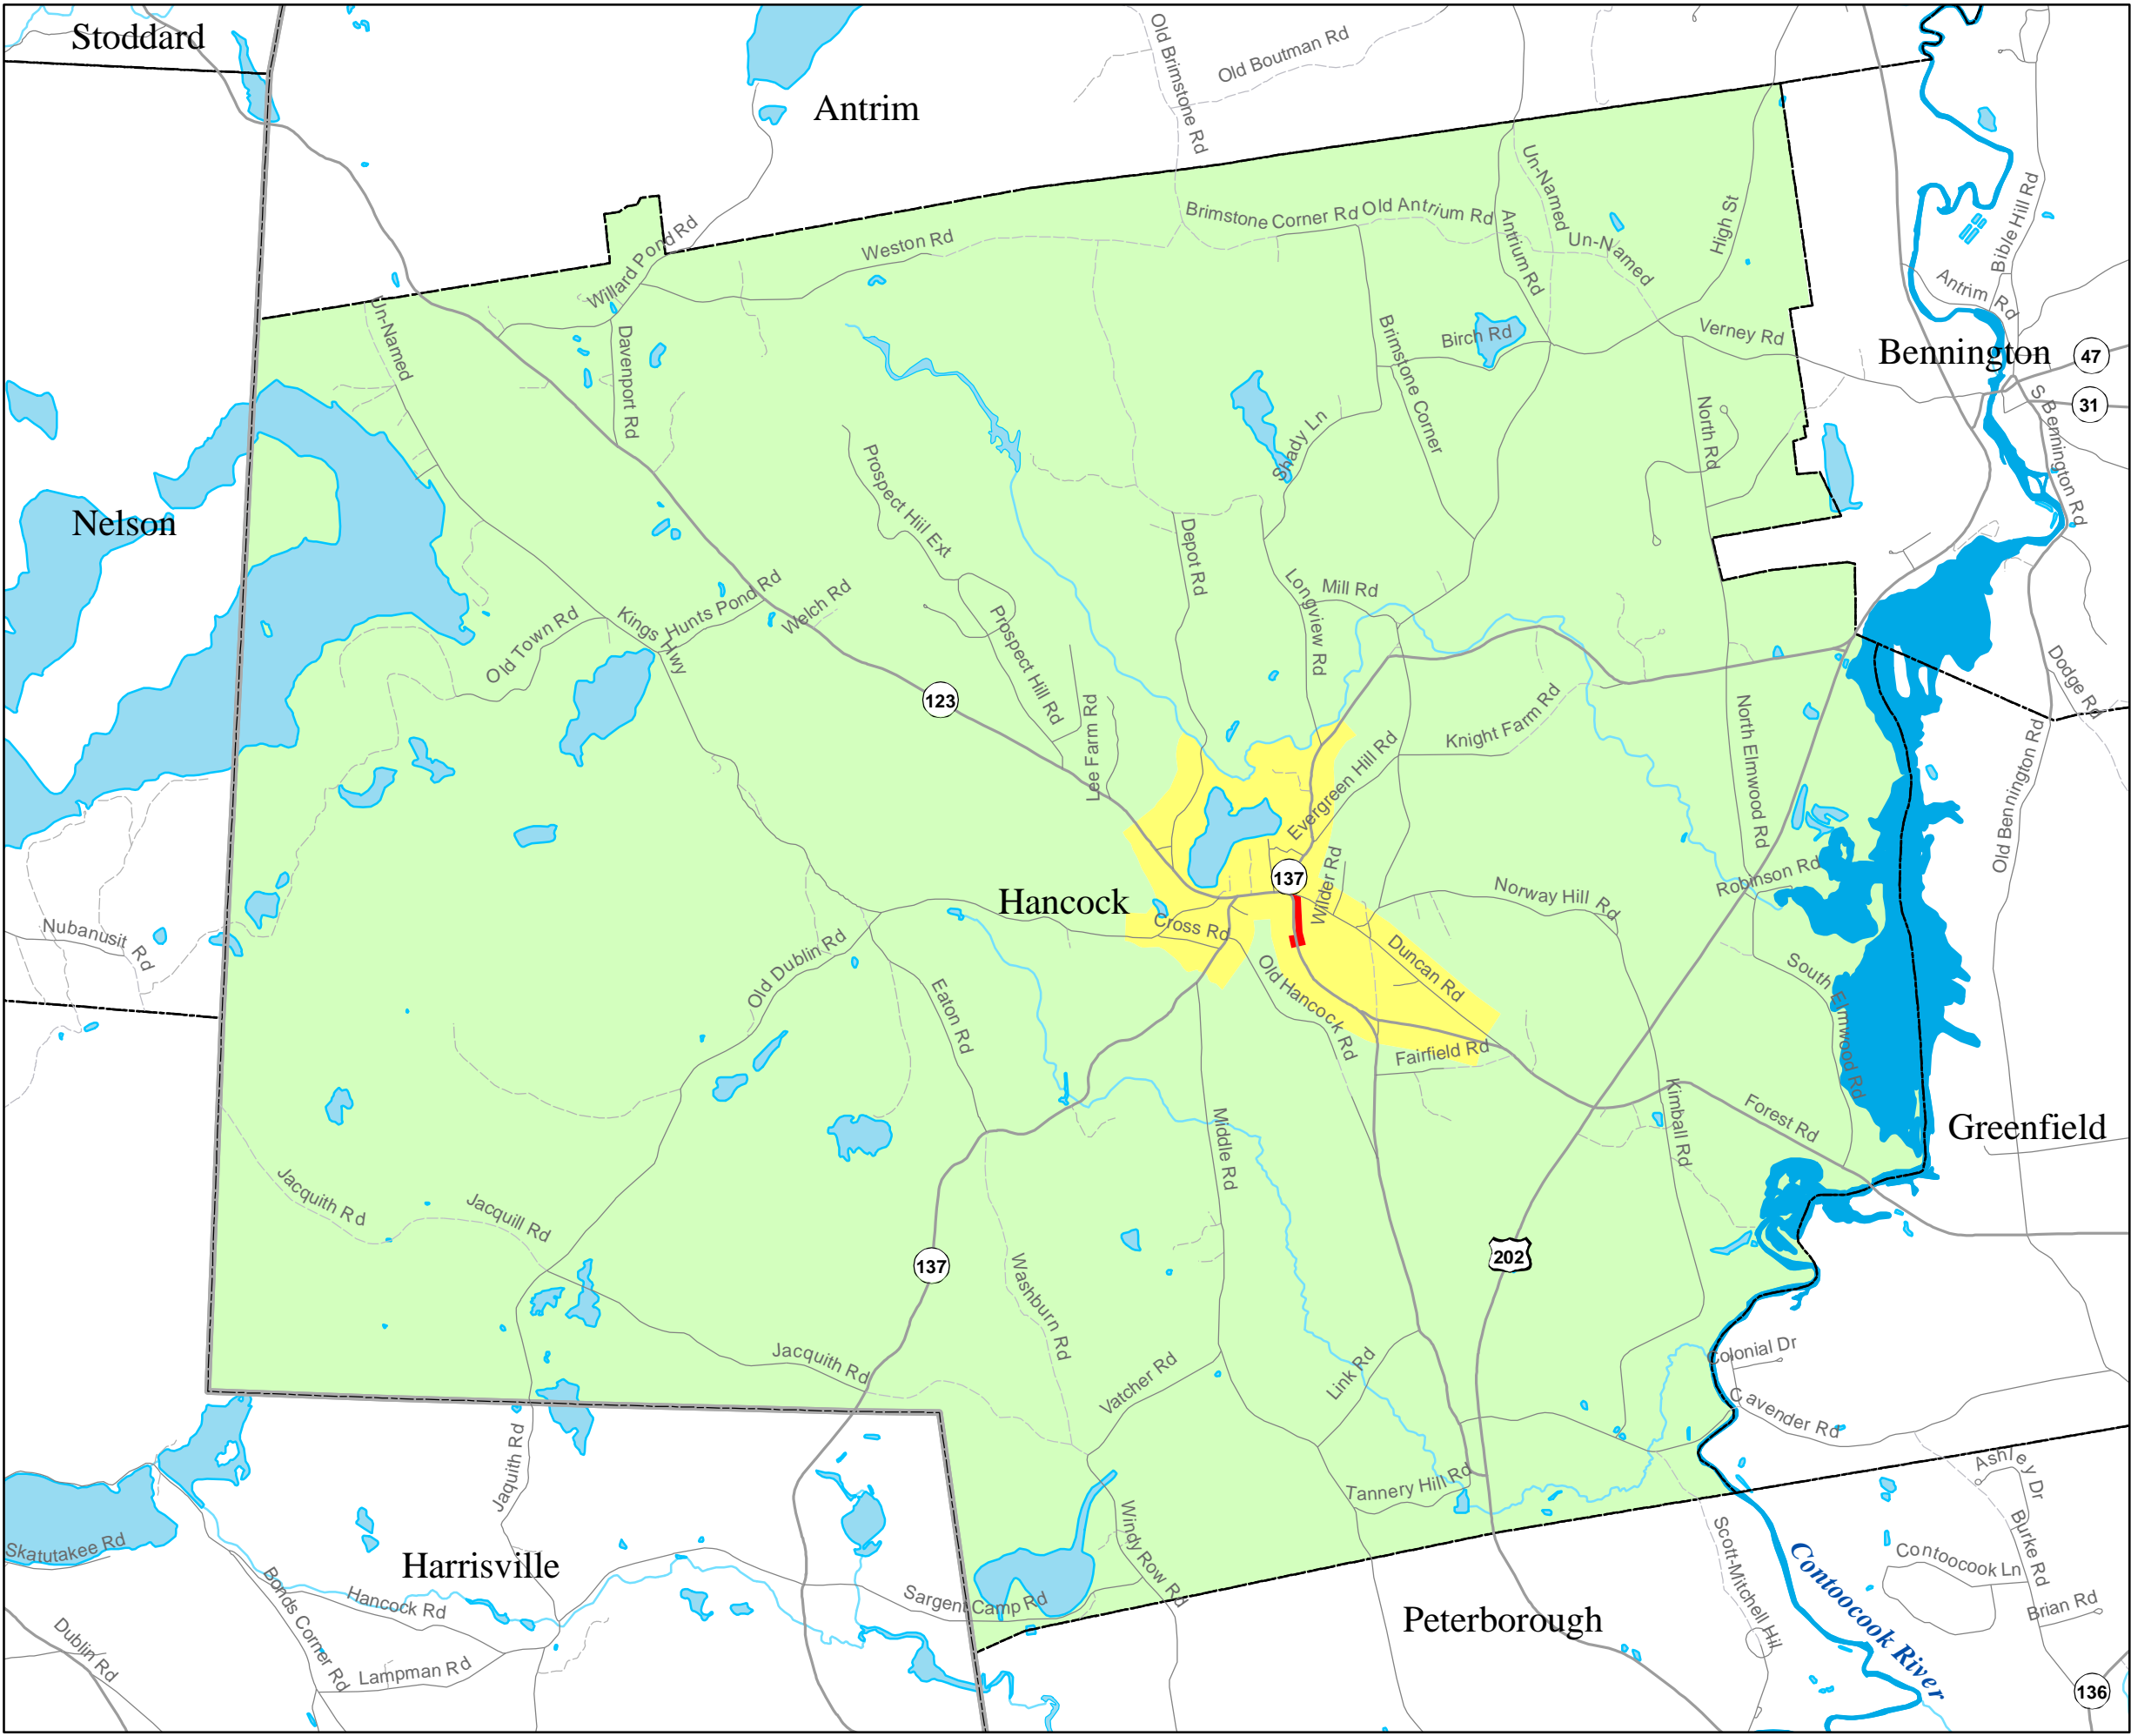 Stoddard
Antrim
Old Brimstone Rd
Old Boutman Rd
Bible Hill Rd
Antrim Rd
Un-Named
Brimstone Corner Rd
Old Antrium Rd
Antrium Rd
Un-Named
High St
Willard Pond Rd
Weston Rd
Un-Named
Davenport Rd
Birch Rd
Brimstone Corner
Verney Rd
Bennington
47
31
S Bennington Rd
North Rd
Shady Ln
Prospect Hill Ext
Nelson
Depot Rd
Longview Rd
Mill Rd
Old Town Rd
Kings Hwy
Hunts Pond Rd
Welch Rd
Prospect Hill Rd
Lee Farm Rd
123
Knight Farm Rd
Evergreen Hill Rd
North Elmwood Rd
Dodge Rd
Old Bennington Rd
Hancock
137
Wilder Rd
Cross Rd
Norway Hill Rd
Robinson Rd
Nubanusit Rd
Old Dublin Rd
Eaton Rd
Old Hancock Rd
Duncan Rd
Fairfield Rd
South Elmwood Rd
Kimball Rd
Forest Rd
Greenfield
Middle Rd
Jacquith Rd
Jacquill Rd
137
202
Washburn Rd
Jacquith Rd
Vatcher Rd
Link Rd
Colonial Dr
Cavender Rd
Jaquith Rd
Tannery Hill Rd
Windy Row Rd
Ashley Dr
Burke Rd
Skatutakee Rd
Harrisville
Hancock Rd
Bonds Corner Rd
Sargent Camp Rd
Peterborough
Scott-Mitchell Hil
Contoocook River
Contoocook Ln
Brian Rd
Dublin Rd
Lampman Rd
136